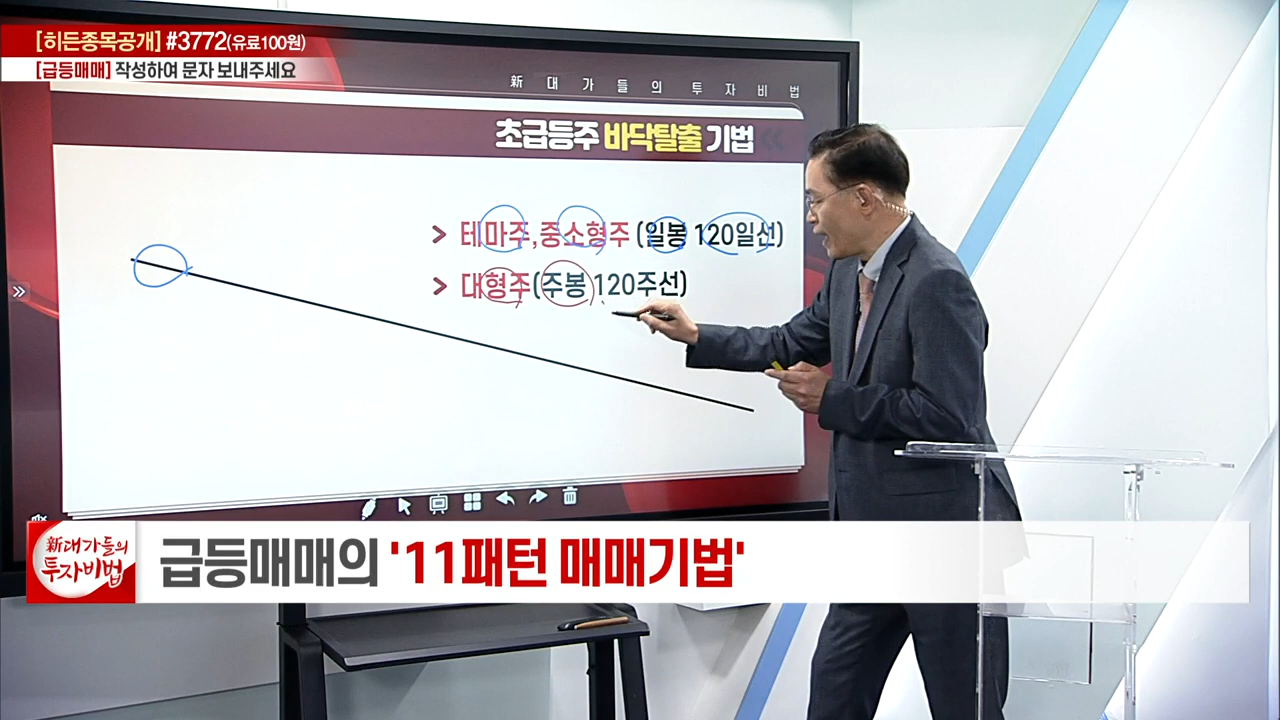 [히든종목공개] #3772(유료100원)
[급등매매] 작성하여 문자 보내주세요
新 대가들의 투자비법
초급등주 바닥탈출 기법
테마주,중소형주 (일봉 120일선)
대형주(주봉 120주선)
新대가들의
투자비법
급등매매의 '11패턴 매매기법'